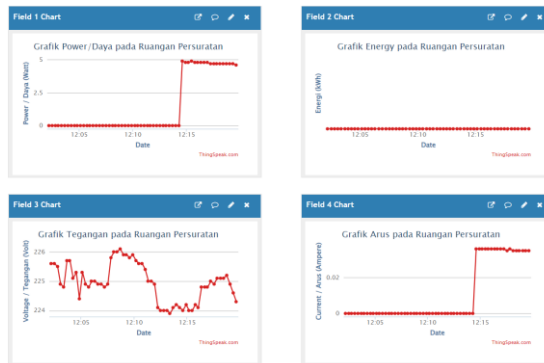 Field 1 Chart
Grafik Power/Daya pada Ruangan Persuratan
Power / Daya (Watt)
5
2.5
0
12:05 12:10 12:15
Date
ThingSpeak.com
Field 2 Chart
Grafik Energy pada Ruangan Persuratan
Energi (kWh)
12:05 12:10 12:15
Date
ThingSpeak.com
Field 3 Chart
Grafik Tegangan pada Ruangan Persuratan
Voltage / Tegangan (Volt)
226
225
224
12:05 12:10 12:15
Date
ThingSpeak.com
Field 4 Chart
Grafik Arus pada Ruangan Persuratan
Current / Arus (Ampere)
0.02
0
12:05 12:10 12:15
Date
ThingSpeak.com